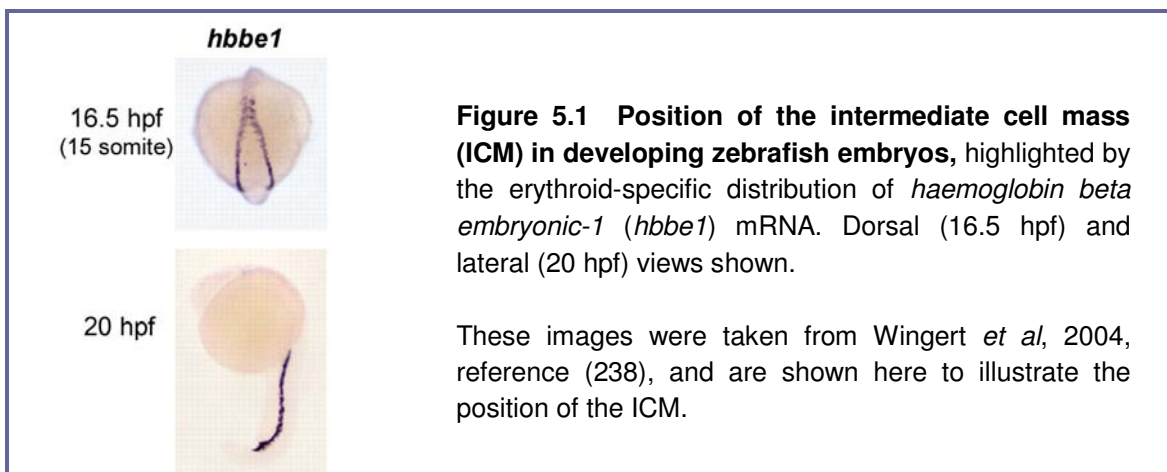 hbbe1
16.5 hpf
(15 somite)
20 hpf
Figure 5.1 Position of the intermediate cell mass
(ICM) in developing zebrafish embryos, highlighted by
the erythroid-specific distribution of haemoglobin beta
embryonic-1 (hbbe1) mRNA. Dorsal (16.5 hpf) and
lateral (20 hpf) views shown.
These images were taken from Wingert et al, 2004,
reference (238), and are shown here to illustrate the
position of the ICM.